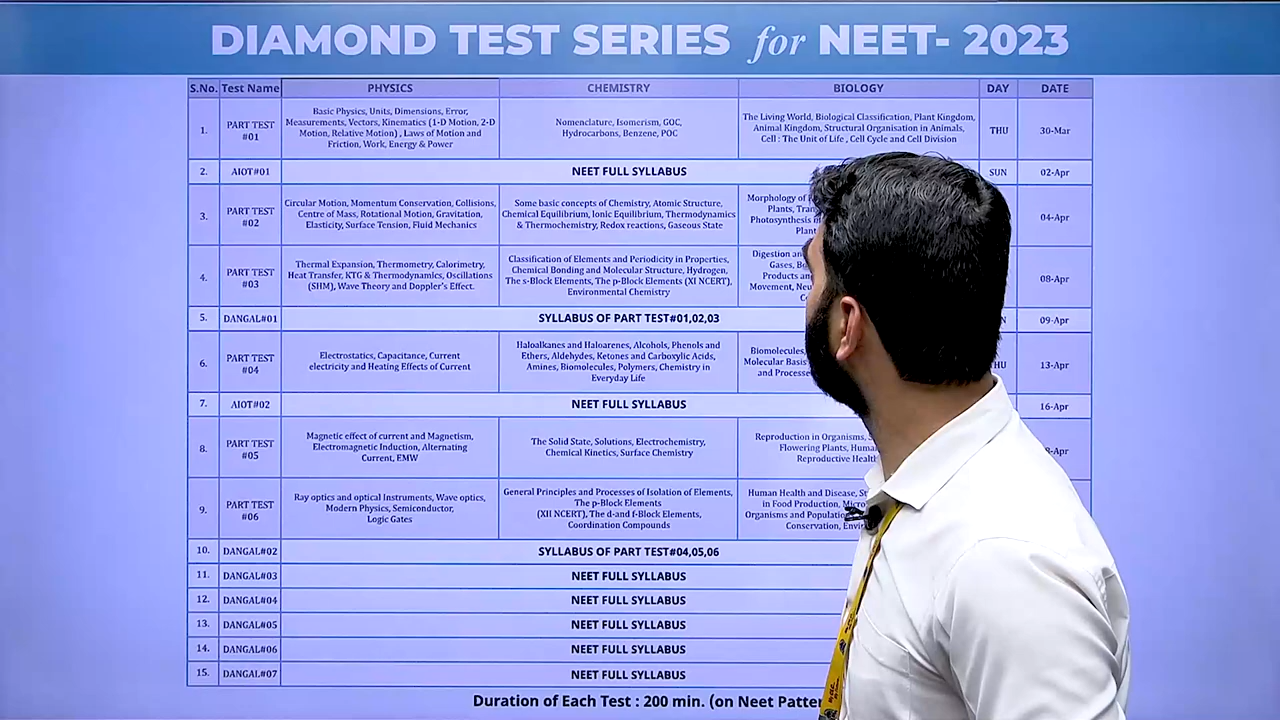 DIAMOND TEST SERIES for NEET- 2023
S.No. Test Name PHYSICS CHEMISTRY BIOLOGY DAY DATE
1. PART TEST #01
Basic Physics, Units, Dimensions, Error,
Measurements, Vectors, Kinematics (1-D Motion, 2-D
Motion, Relative Motion) , Laws of Motion and
Friction, Work, Energy & Power
Nomenclature, Isomerism, GOC,
Hydrocarbons, Benzene, POC
The Living World, Biological Classification, Plant Kingdom,
Animal Kingdom, Structural Organisation in Animals,
Cell : The Unit of Life , Cell Cycle and Cell Division
THU 30-Mar
2. AIOT#01 NEET FULL SYLLABUS SUN 02-Apr
3. PART TEST #02
Circular Motion, Momentum Conservation, Collisions,
Centre of Mass, Rotational Motion, Gravitation,
Elasticity, Surface Tension, Fluid Mechanics
Some basic concepts of Chemistry, Atomic Structure,
Chemical Equilibrium, Ionic Equilibrium, Thermodynamics
& Thermochemistry, Redox reactions, Gaseous State
Morphology of
Plants,
Photosynthesis
04-Apr
4. PART TEST #03
Thermal Expansion, Thermometry, Calorimetry,
Heat Transfer, KTG & Thermodynamics, Oscillations
(SHM), Wave Theory and Doppler's Effect.
Classification of Elements and Periodicity in Properties,
Chemical Bonding and Molecular Structure, Hydrogen,
The s-Block Elements, The p-Block Elements (XI NCERT),
Environmental Chemistry
Digestion and
Gases,
Products and
Movement,
08-Apr
5. DANGAL#01 SYLLABUS OF PART TEST#01,02,03 09-Apr
6. PART TEST #04
Electrostatics, Capacitance, Current
electricity and Heating Effects of Current
Haloalkanes and Haloarenes, Alcohols, Phenols and
Ethers, Aldehydes, Ketones and Carboxylic Acids,
Amines, Biomolecules, Polymers, Chemistry in
Everyday Life
Biomolecules,
Molecular Basis
and
13-Apr
7. AIOT#02 NEET FULL SYLLABUS 16-Apr
8. PART TEST #05
Magnetic effect of current and Magnetism,
Electromagnetic Induction, Alternating
Current, EMW
The Solid State, Solutions, Electrochemistry,
Chemical Kinetics, Surface Chemistry
Reproduction in Organisms,
Flowering Plants,
Reproductive
9. PART TEST #06
Ray optics and optical Instruments, Wave optics,
Modern Physics, Semiconductor,
Logic Gates
General Principles and Processes of Isolation of Elements,
The p-Block Elements
(XII NCERT), The d-and f-Block Elements,
Coordination Compounds
Human Health and Disease,
in Food Production,
Organisms and
Conservation,
10. DANGAL#02 SYLLABUS OF PART TEST#04,05,06
11. DANGAL#03 NEET FULL SYLLABUS
12. DANGAL#04 NEET FULL SYLLABUS
13. DANGAL#05 NEET FULL SYLLABUS
14. DANGAL#06 NEET FULL SYLLABUS
15. DANGAL#07 NEET FULL SYLLABUS
Duration of Each Test : 200 min. (on Neet